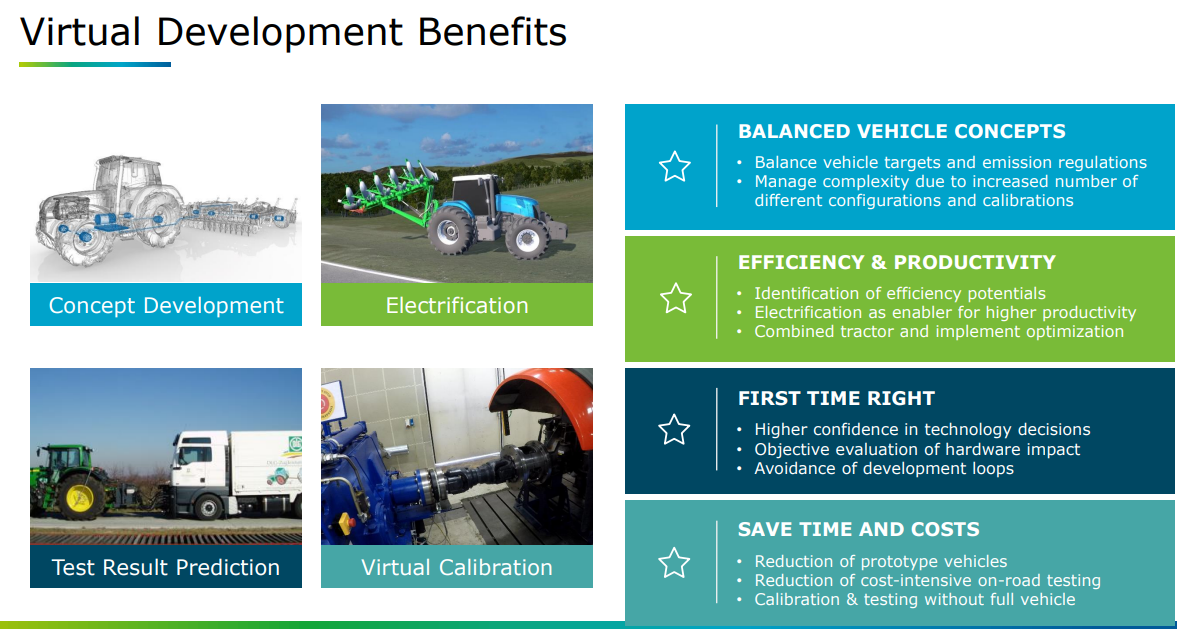 Virtual Development Benefits
Concept Development
Electrification
Test Result Prediction
Virtual Calibration
BALANCED VEHICLE CONCEPTS
• Balance vehicle targets and emission regulations
• Manage complexity due to increased number of
different configurations and calibrations
EFFICIENCY & PRODUCTIVITY
• Identification of efficiency potentials
• Electrification as enabler for higher productivity
• Combined tractor and implement optimization
FIRST TIME RIGHT
• Higher confidence in technology decisions
• Objective evaluation of hardware impact
• Avoidance of development loops
SAVE TIME AND COSTS
• Reduction of prototype vehicles
• Reduction of cost-intensive on-road testing
• Calibration & testing without full vehicle